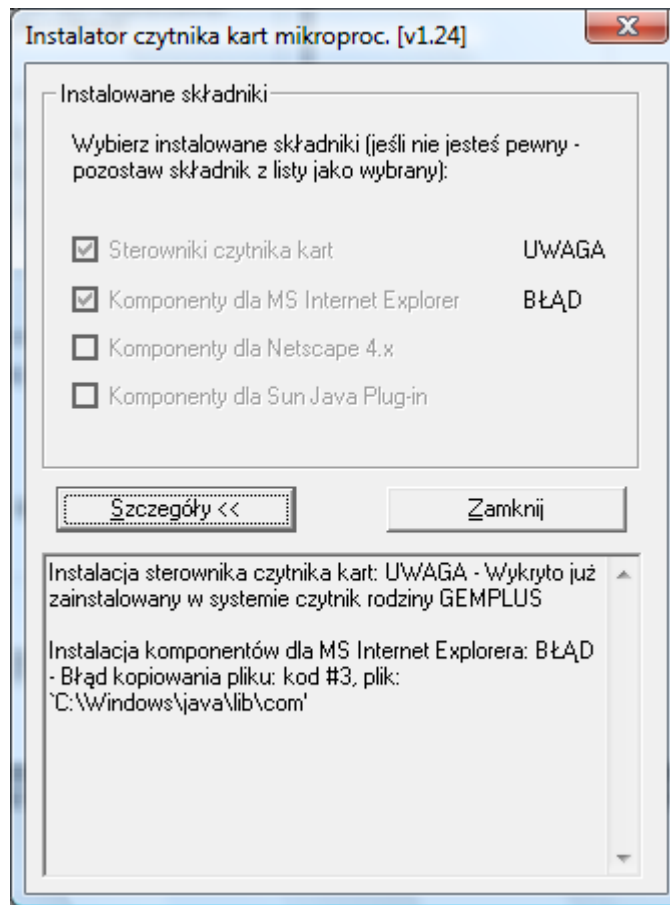 Instalator czytnika kart mikroproc. [v1.24]
Instalowane składniki
Wybierz instalowane składniki (jeśli nie jesteś pewny -
pozostaw składnik z listy jako wybrany):
Sterowniki czytnika kart UWAGA
Komponenty dla MS Internet Explorer BŁĄD
Komponenty dla Netscape 4.x
Komponenty dla Sun Java Plug-in
Szczegóły << Zamknij
Instalacja sterownika czytnika kart: UWAGA - Wykryto już
zainstalowany w systemie czytnik rodziny GEMPLUS
Instalacja komponentów dla MS Internet Explorera: BŁĄD
- Błąd kopiowania pliku: kod #3, plik:
`C:\Windows\java\lib\com'